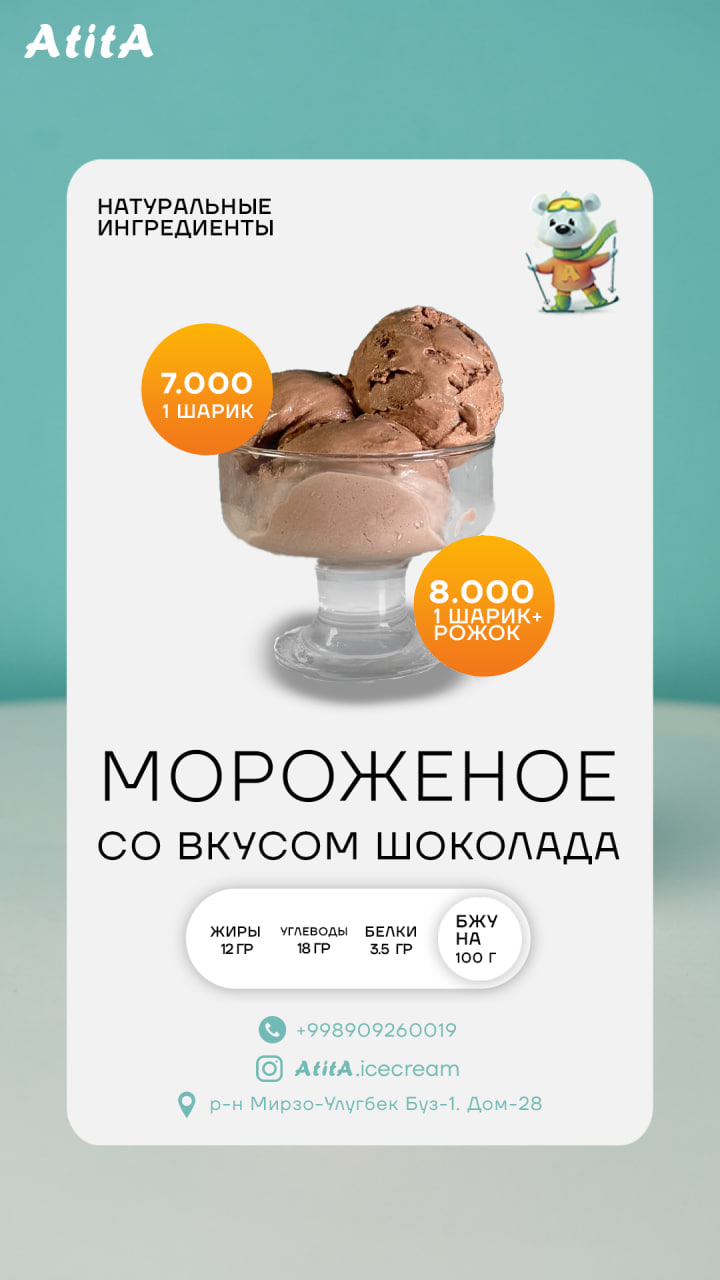 AtitA
НАТУРАЛЬНЫЕ
ИНГРЕДИЕНТЫ
A
7.000
1 ШАРИК
8.000
1 ШАРИК+
РОЖОК
МОРОЖЕНОЕ
СО ВКУСОМ ШОКОЛАДА
ЖИРЫ
12 ГР
УГЛЕВОДЫ
18 ГР
БЕЛКИ
3.5 ГР
БЖУ
НА
100 Г
+998909260019
AtitA.icecream
р-н Мирзо-Улугбек Буз-1. Дом-28